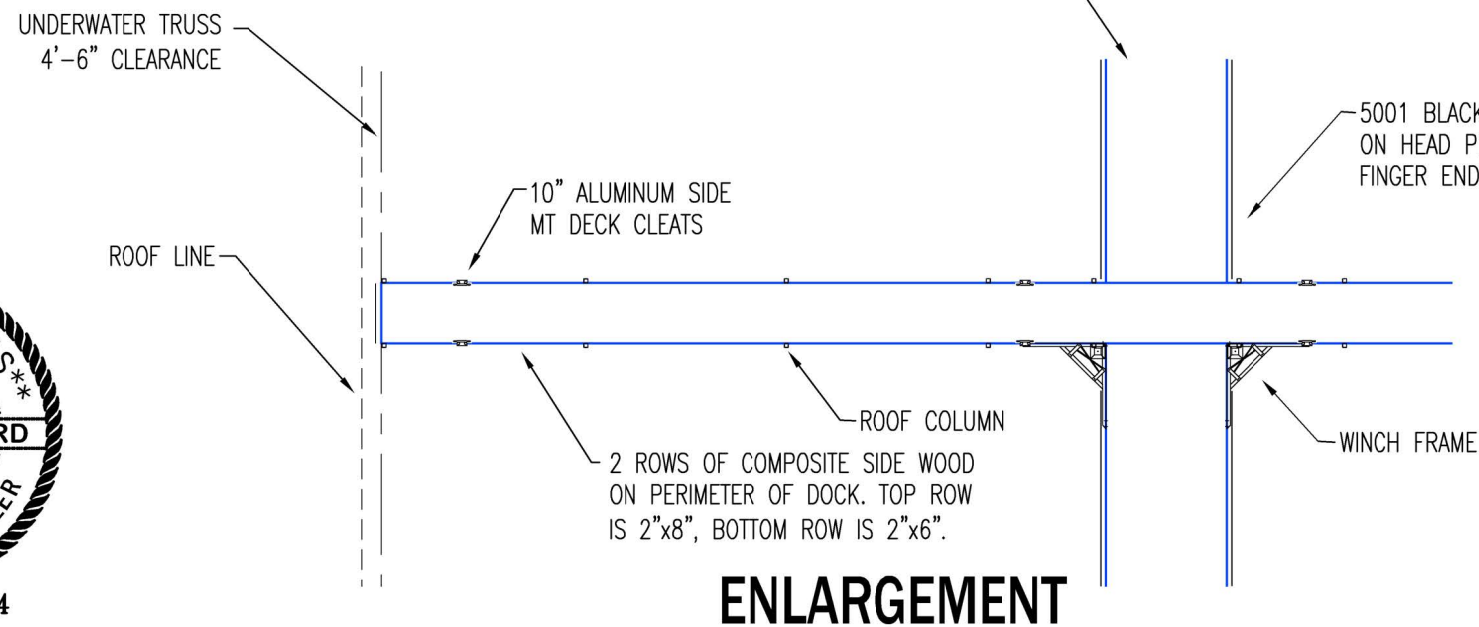 UNDERWATER TRUSS
4'-6" CLEARANCE
5001 BLACK
ON HEAD P
FINGER END
10" ALUMINUM SIDE
MT DECK CLEATS
ROOF LINE
S**
RD
ER
4
ROOF COLUMN
WINCH FRAME
2 ROWS OF COMPOSITE SIDE WOOD
ON PERIMETER OF DOCK. TOP ROW
IS 2"x8", BOTTOM ROW IS 2"x6".
ENLARGEMENT